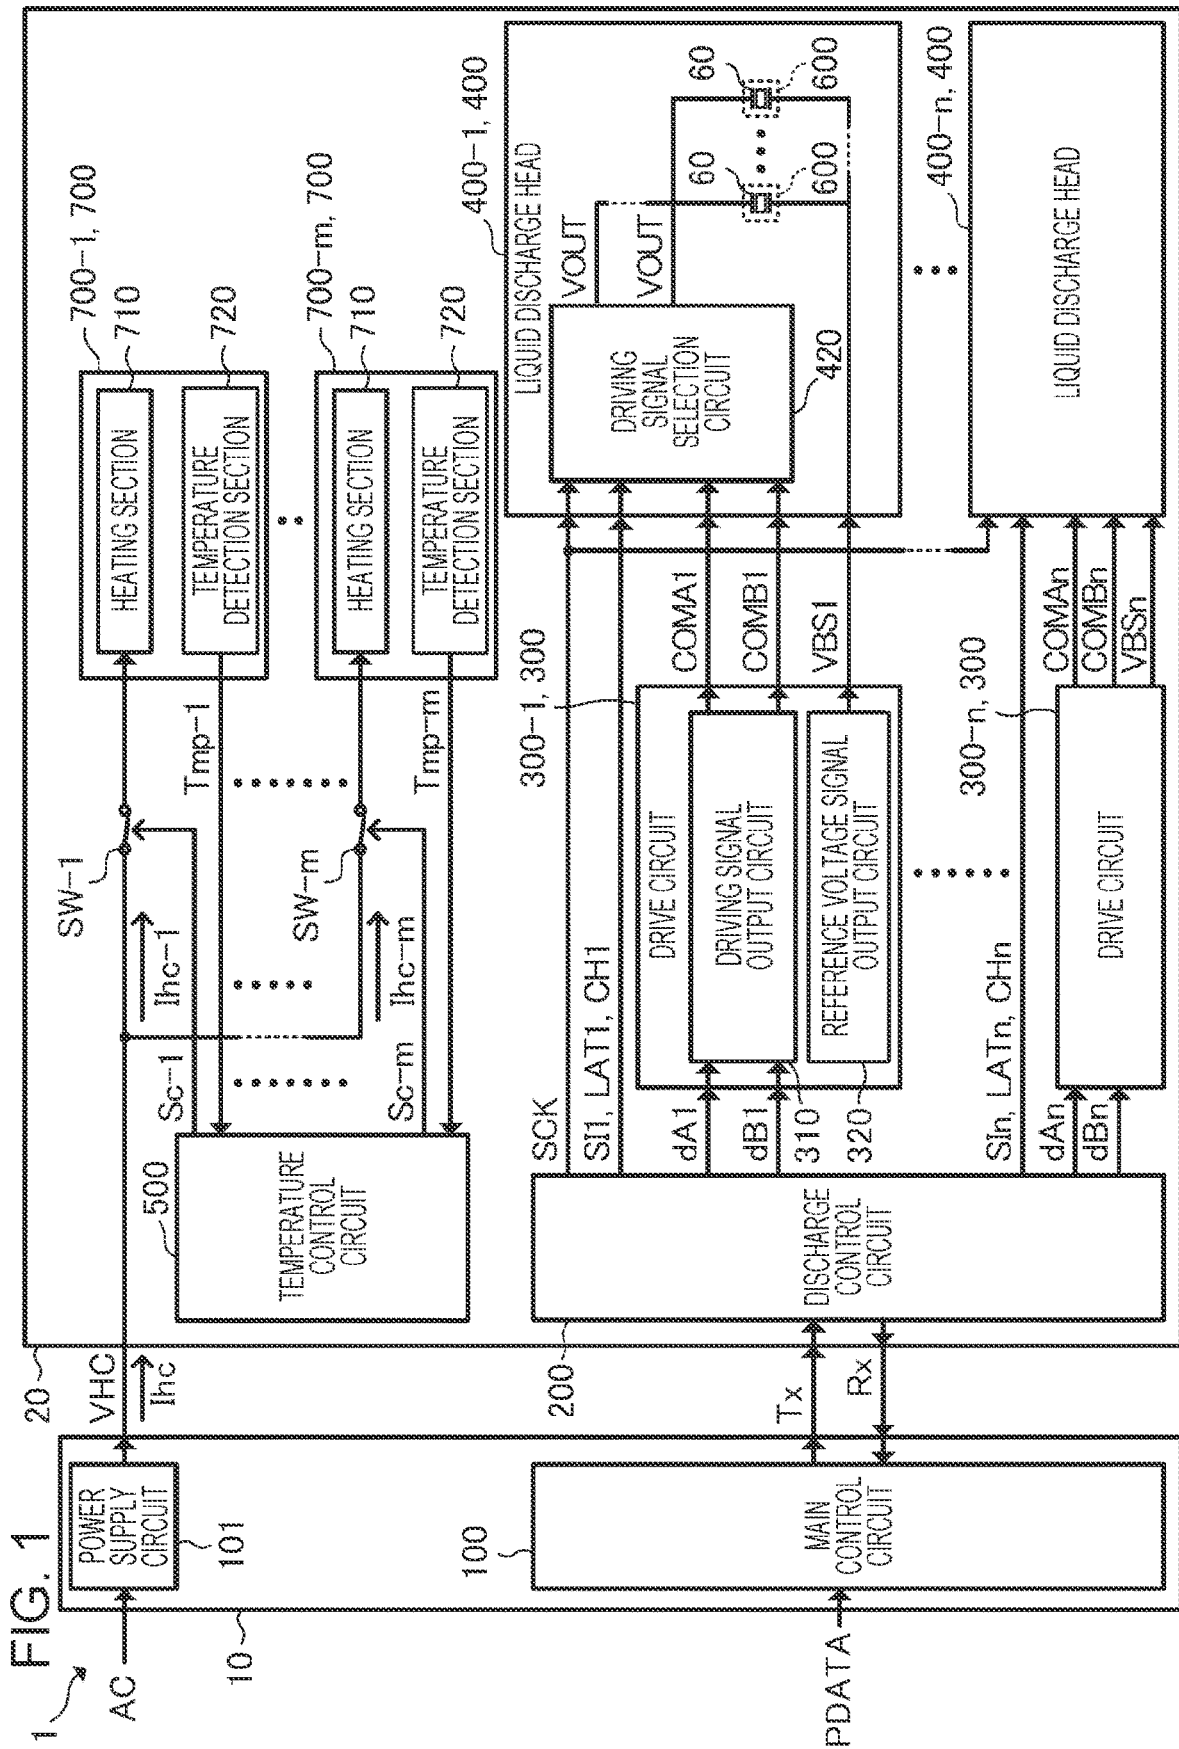 FIG. 1
1
AC
10
POWER
SUPPLY
CIRCUIT
101
100
MAIN
CONTROL
CIRCUIT
PDATA
20
VHC
Ihc
Tx
Rx
200
500
TEMPERATURE
CONTROL
CIRCUIT
DISCHARGE
CONTROL
CIRCUIT
SW-1
Ihc-1
Sc-1
Tmp-1
SW-m
Ihc-m
Sc-m
Tmp-m
700-1, 700
HEATING SECTION
710
TEMPERATURE
DETECTION SECTION
720
700-m, 700
HEATING SECTION
710
TEMPERATURE
DETECTION SECTION
720
SCK
SI1, LAT1, CH1
dA1
dB1
310
320
300-1, 300
DRIVE CIRCUIT
DRIVING SIGNAL
OUTPUT CIRCUIT
REFERENCE VOLTAGE SIGNAL
OUTPUT CIRCUIT
COMA1
COMB1
VBS1
400-1, 400
LIQUID DISCHARGE HEAD
DRIVING
SIGNAL
SELECTION
CIRCUIT
420
VOUT
VOUT
60
600
60
600
SIn, LATn, CHn
dAn
dBn
300-n, 300
DRIVE CIRCUIT
COMAn
COMBn
VBSn
400-n, 400
LIQUID DISCHARGE HEAD